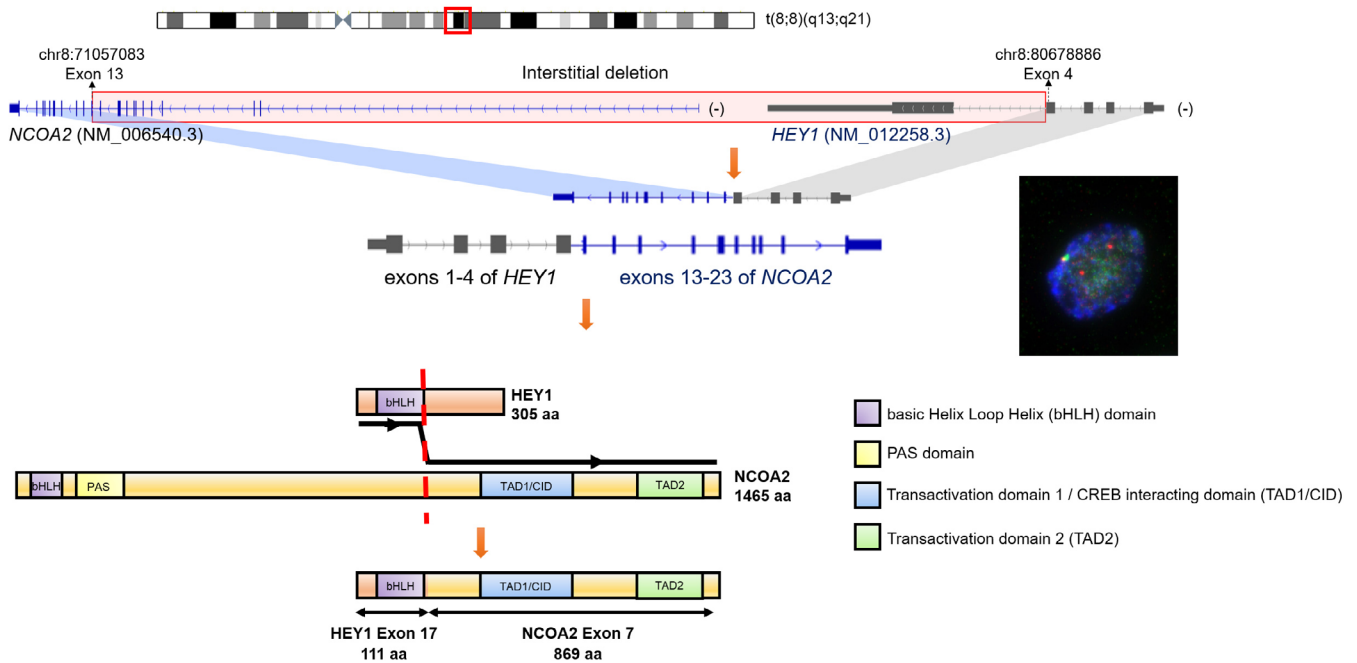 t(8;8)(q13;q21)
chr8:71057083
Exon 13
Interstitial deletion
chr8:80678886
Exon 4
(-)
(-)
NCOA2 (NM_006540.3)
HEY1 (NM_012258.3)
exons 1-4 of HEY1
exons 13-23 of NCOA2
bHLH
HEY1
305 aa
bHLH
PAS
TAD1/CID
TAD2
NCOA2
1465 aa
bHLH
TAD1/CID
TAD2
HEY1 Exon 17
111 aa
NCOA2 Exon 7
869 aa
basic Helix Loop Helix (bHLH) domain
PAS domain
Transactivation domain 1 / CREB interacting domain (TAD1/CID)
Transactivation domain 2 (TAD2)